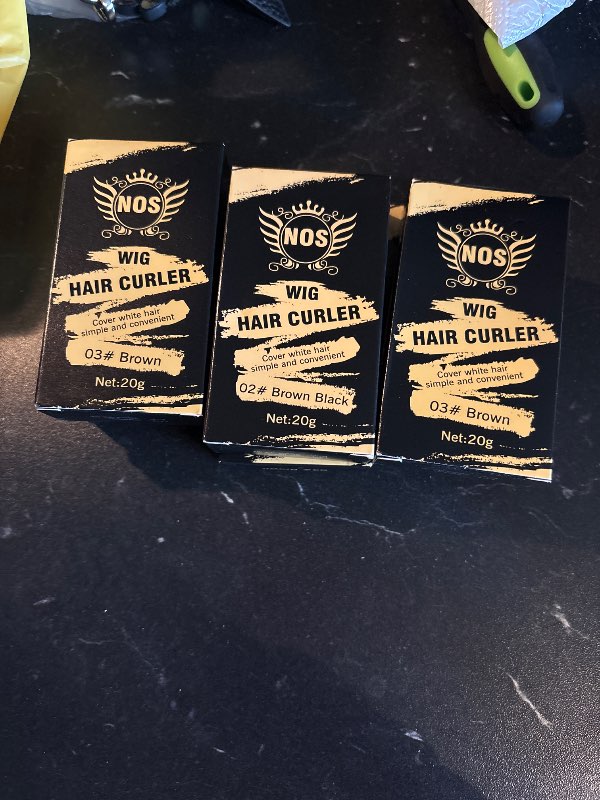 NOS
WIG
HAIR CURLER
Cover white hair
simple and convenient
03# Brown
Net:20g
NOS
WIG
HAIR CURLER
Cover white hair
simple and convenient
02# Brown Black
Net:20g
NOS
WIG
HAIR CURLER
Cover white hair
simple and convenient
03# Brown
Net:20g